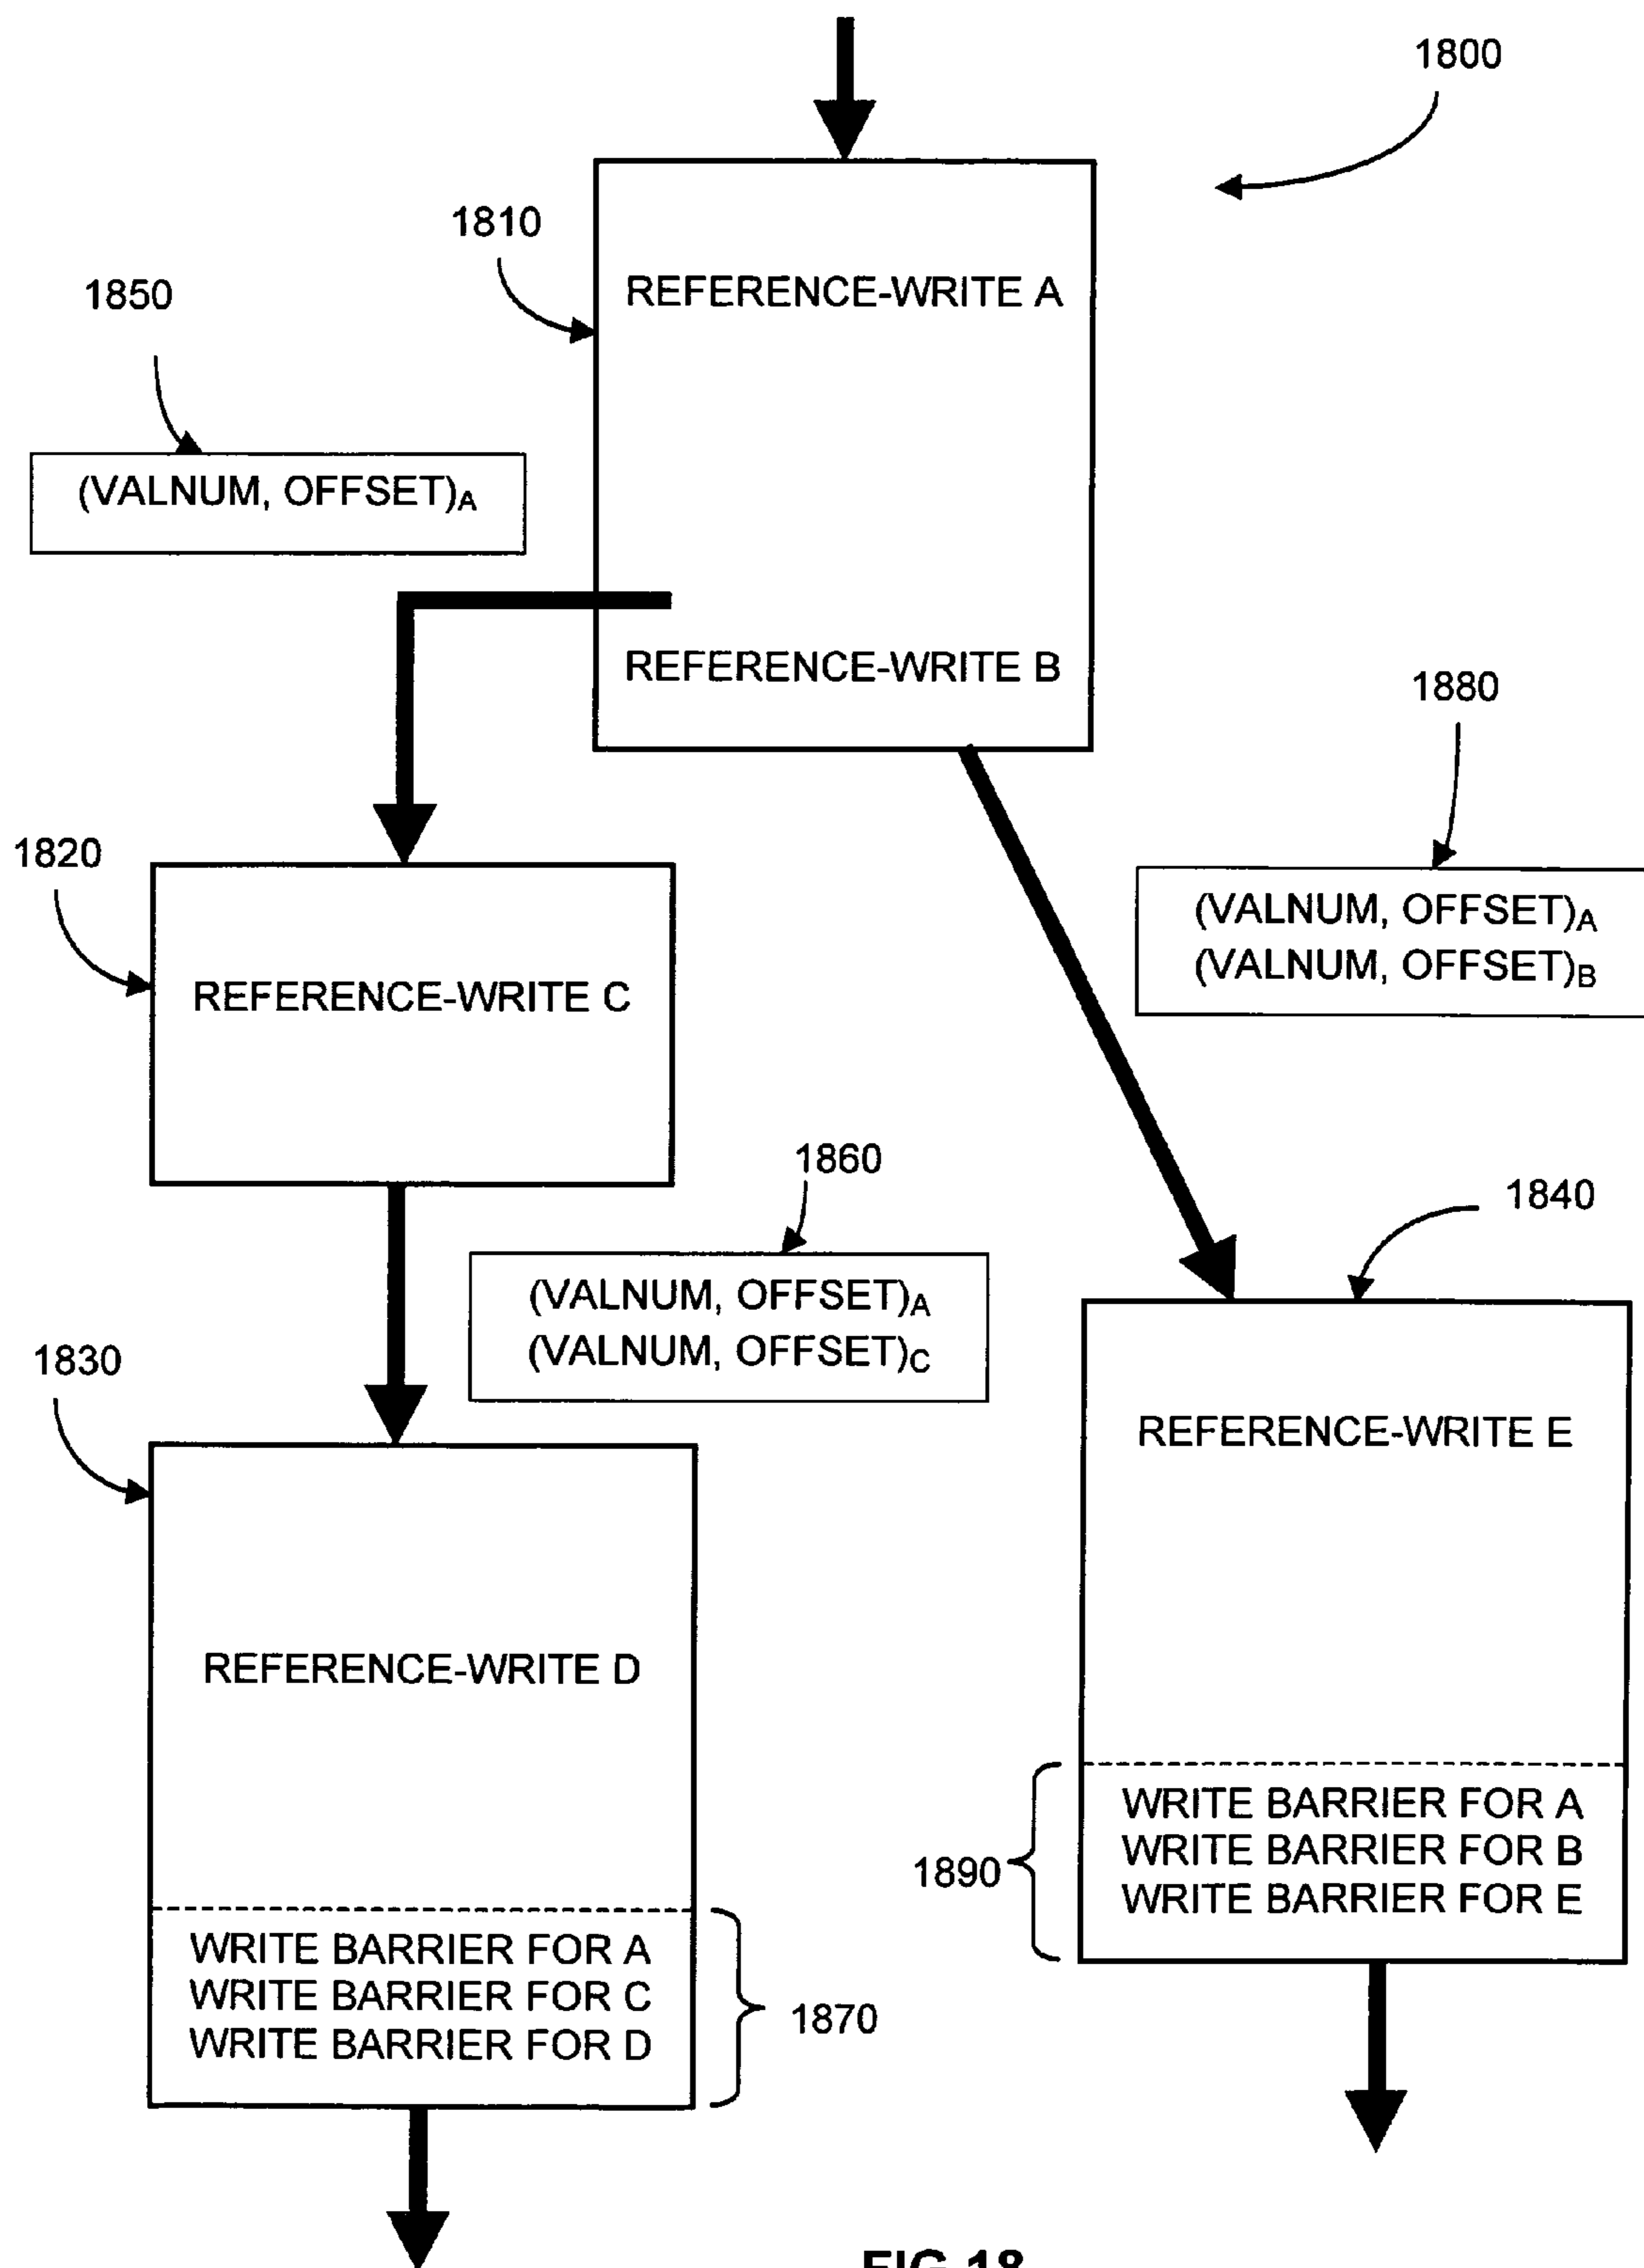 1800
1810
REFERENCE-WRITE A
1850
(VALNUM, OFFSET)A
REFERENCE-WRITE B
1880
1820
(VALNUM, OFFSET)A
(VALNUM, OFFSET)B
REFERENCE-WRITE C
1860
1840
(VALNUM, OFFSET)A
(VALNUM, OFFSET)C
1830
REFERENCE-WRITE E
REFERENCE-WRITE D
WRITE BARRIER FOR A
WRITE BARRIER FOR B
WRITE BARRIER FOR E
1890
WRITE BARRIER FOR A
WRITE BARRIER FOR C
WRITE BARRIER FOR D
1870
FIG.18